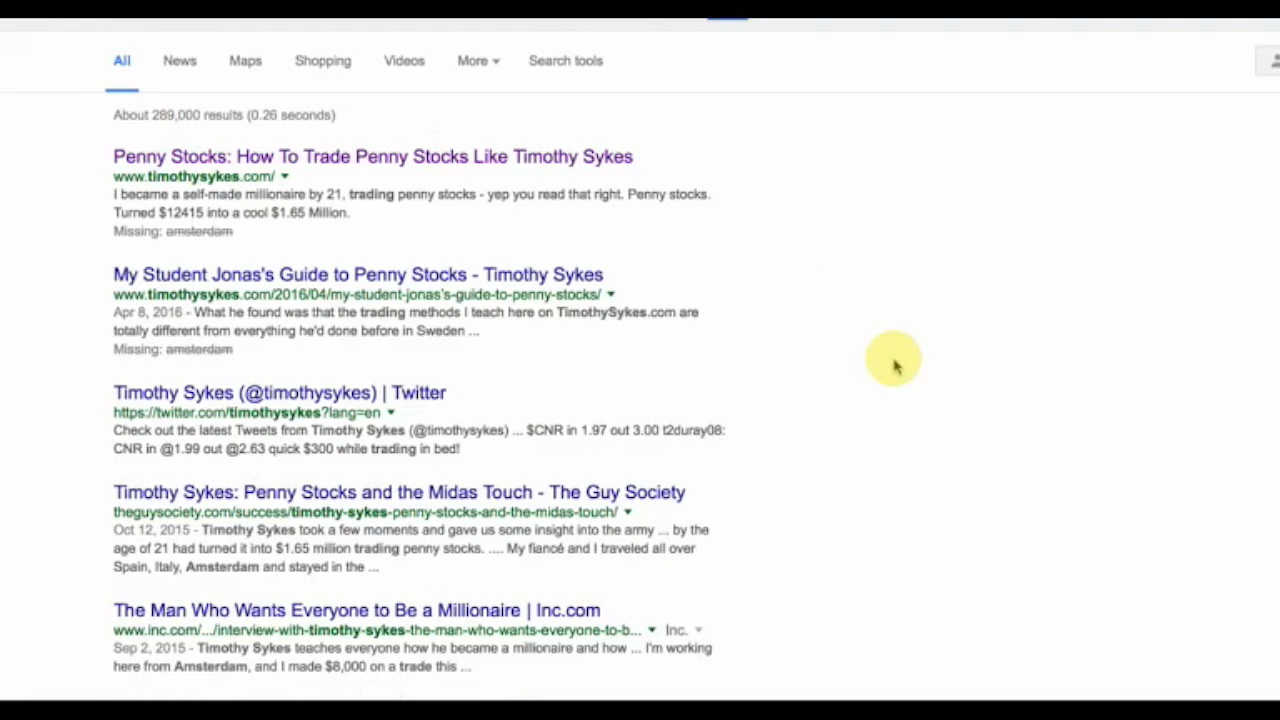 All News Maps Shopping Videos More Search tools
About 289,000 results (0.26 seconds)
Penny Stocks: How To Trade Penny Stocks Like Timothy Sykes
www.timothysykes.com/
I became a self-made millionaire by 21, trading penny stocks - yep you read that right. Penny stocks.
Turned $12415 into a cool $1.65 Million.
Missing: amsterdam
My Student Jonas's Guide to Penny Stocks - Timothy Sykes
www.timothysykes.com/2016/04/my-student-jonas's-guide-to-penny-stocks/
Apr 8, 2016 - What he found was that the trading methods I teach here on TimothySykes.com are
totally different from everything he'd done before in Sweden ...
Missing: amsterdam
Timothy Sykes (@timothysykes) | Twitter
https://twitter.com/timothysykes?lang=en
Check out the latest Tweets from Timothy Sykes (@timothysykes) ... $CNR in 1.97 out 3.00 t2duray08:
CNR in @1.99 out @2.63 quick $300 while trading in bed!
Timothy Sykes: Penny Stocks and the Midas Touch - The Guy Society
theguysociety.com/success/timothy-sykes-penny-stocks-and-the-midas-touch/
Oct 12, 2015 - Timothy Sykes took a few moments and gave us some insight into the army ... by the
age of 21 had turned it into $1.65 million trading penny stocks. .... My fiancé and I traveled all over
Spain, Italy, Amsterdam and stayed in the ...
The Man Who Wants Everyone to Be a Millionaire | Inc.com
www.inc.com/.../interview-with-timothy-sykes-the-man-who-wants-everyone-to-b... Inc.
Sep 2, 2015 - Timothy Sykes teaches everyone how he became a millionaire and how ... I'm working
here from Amsterdam, and I made $8,000 on a trade this ...